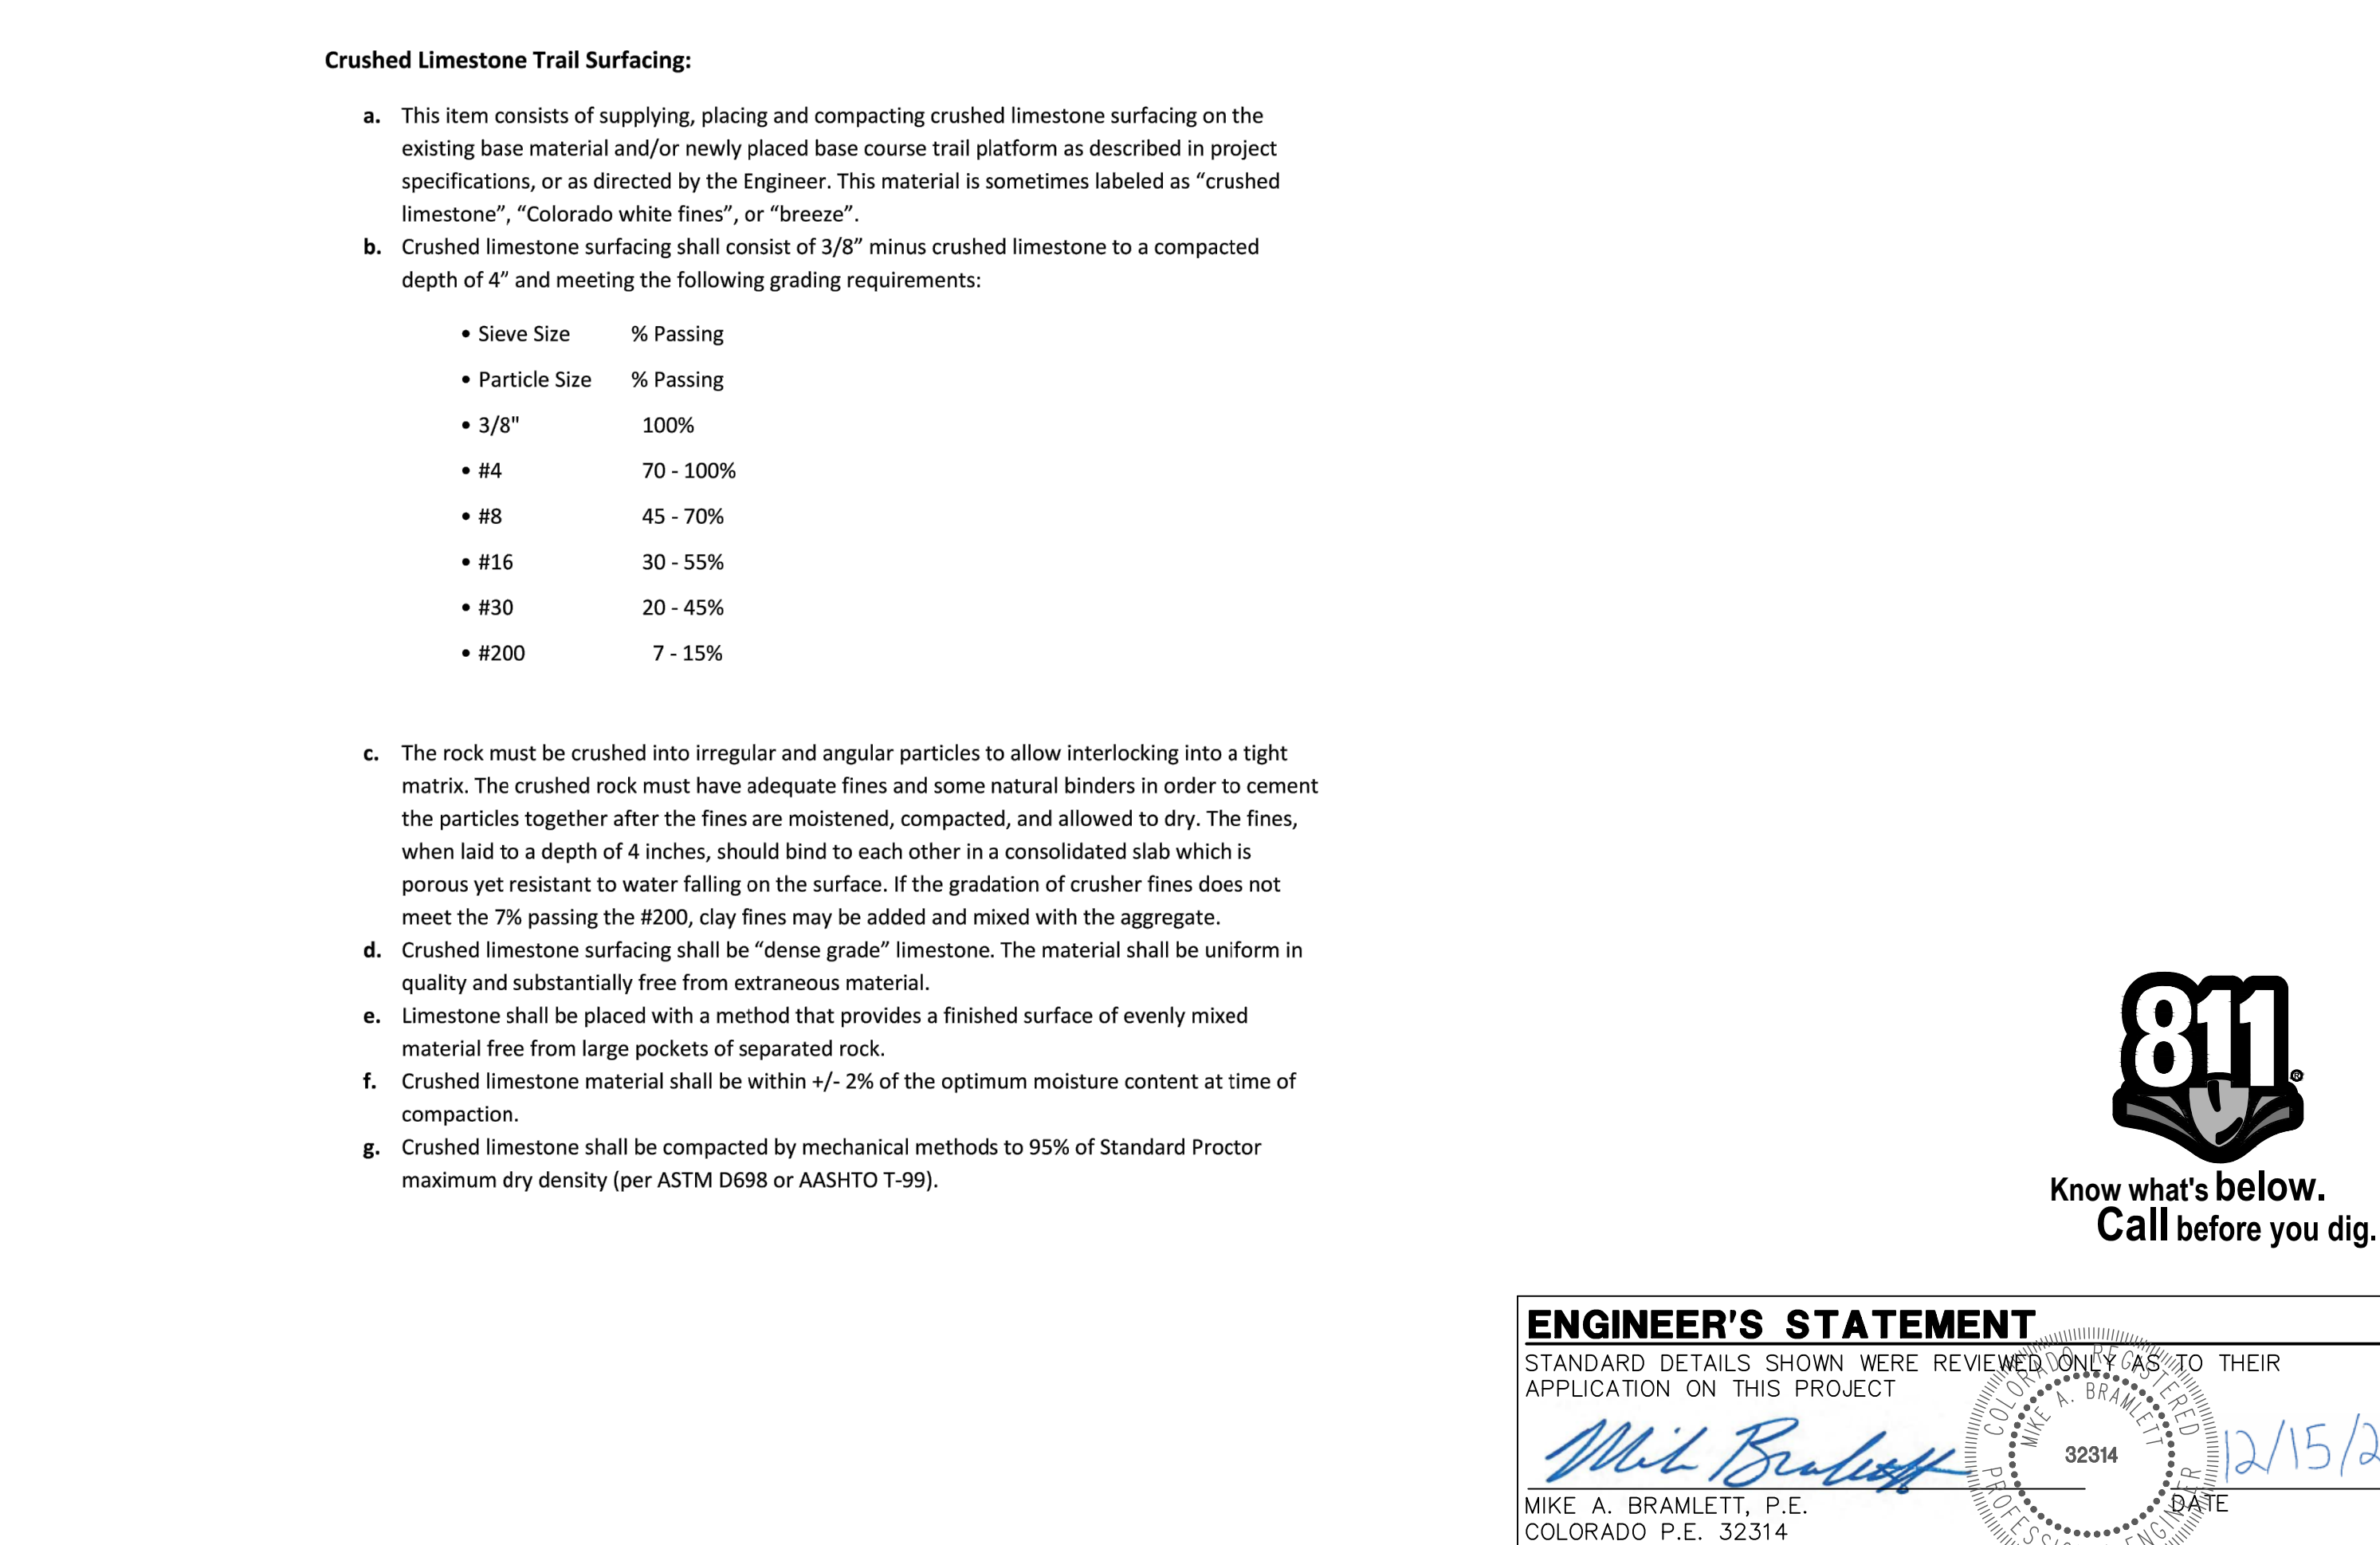 Crushed Limestone Trail Surfacing:
a. This item consists of supplying, placing and compacting crushed limestone surfacing on the
existing base material and/or newly placed base course trail platform as described in project
specifications, or as directed by the Engineer. This material is sometimes labeled as “crushed
limestone”, “Colorado white fines”, or “breeze”.
b. Crushed limestone surfacing shall consist of 3/8” minus crushed limestone to a compacted
depth of 4” and meeting the following grading requirements:
• Sieve Size % Passing
• Particle Size % Passing
• 3/8" 100%
• #4 70 - 100%
• #8 45 - 70%
• #16 30 - 55%
• #30 20 - 45%
• #200 7 - 15%
c. The rock must be crushed into irregular and angular particles to allow interlocking into a tight
matrix. The crushed rock must have adequate fines and some natural binders in order to cement
the particles together after the fines are moistened, compacted, and allowed to dry. The fines,
when laid to a depth of 4 inches, should bind to each other in a consolidated slab which is
porous yet resistant to water falling on the surface. If the gradation of crusher fines does not
meet the 7% passing the #200, clay fines may be added and mixed with the aggregate.
d. Crushed limestone surfacing shall be “dense grade” limestone. The material shall be uniform in
quality and substantially free from extraneous material.
e. Limestone shall be placed with a method that provides a finished surface of evenly mixed
material free from large pockets of separated rock.
f. Crushed limestone material shall be within +/- 2% of the optimum moisture content at time of
compaction.
g. Crushed limestone shall be compacted by mechanical methods to 95% of Standard Proctor
maximum dry density (per ASTM D698 or AASHTO T-99).
811®
Know what's below.
Call before you dig.
ENGINEER'S STATEMENT
STANDARD DETAILS SHOWN WERE REVIEWED ONLY AS TO THEIR
APPLICATION ON THIS PROJECT
Mike Bramlett
COLORADO REGISTERED
MIKE A. BRAMLETT
32314
12/15/2
MIKE A. BRAMLETT, P.E.
COLORADO P.E. 32314
DATE